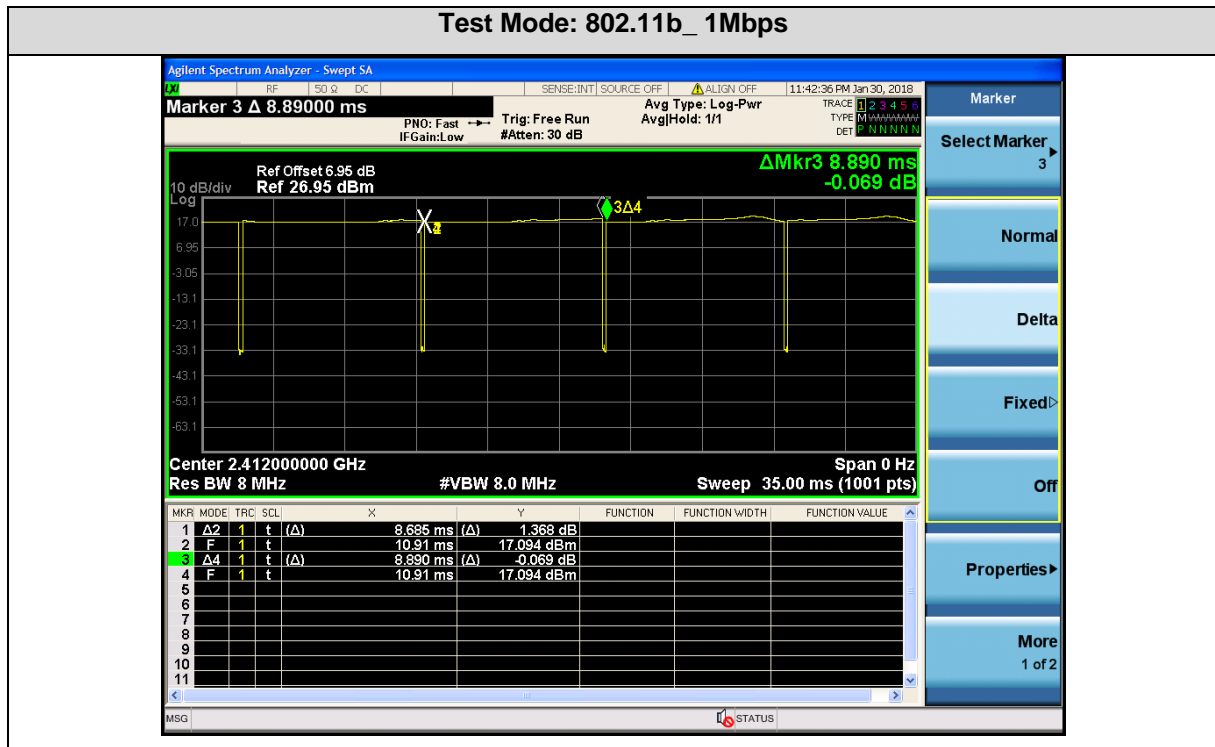 Test Mode: 802.11b_ 1Mbps
Agilent Spectrum Analyzer - Swept SA
LXI RF 50 Ω DC SENSE:INT SOURCE OFF ALIGN OFF 11:42:36 PM Jan 30, 2018
Marker 3 Δ 8.89000 ms
PNO: Fast
IFGain:Low
Trig: Free Run
#Atten: 30 dB
Avg Type: Log-Pwr
Avg|Hold: 1/1
TRACE 1 2 3 4 5 6
TYPE M
DET P N N N N N
Ref Offset 6.95 dB
10 dB/div Ref 26.95 dBm
Log
ΔMkr3 8.890 ms
-0.069 dB
3Δ4
17.0
6.95
-3.05
-13.1
-23.1
-33.1
-43.1
-53.1
-63.1
Center 2.412000000 GHz Span 0 Hz
Res BW 8 MHz #VBW 8.0 MHz Sweep 35.00 ms (1001 pts)
MKR MODE TRC SCL X Y FUNCTION FUNCTION WIDTH FUNCTION VALUE
1 Δ2 1 t (Δ) 8.685 ms (Δ) 1.368 dB
2 F 1 t 10.91 ms 17.094 dBm
3 Δ4 1 t (Δ) 8.890 ms (Δ) -0.069 dB
4 F 1 t 10.91 ms 17.094 dBm
5
6
7
8
9
10
11
MSG STATUS
Marker
Select Marker
3
Normal
Delta
Fixed
Off
Properties
More
1 of 2